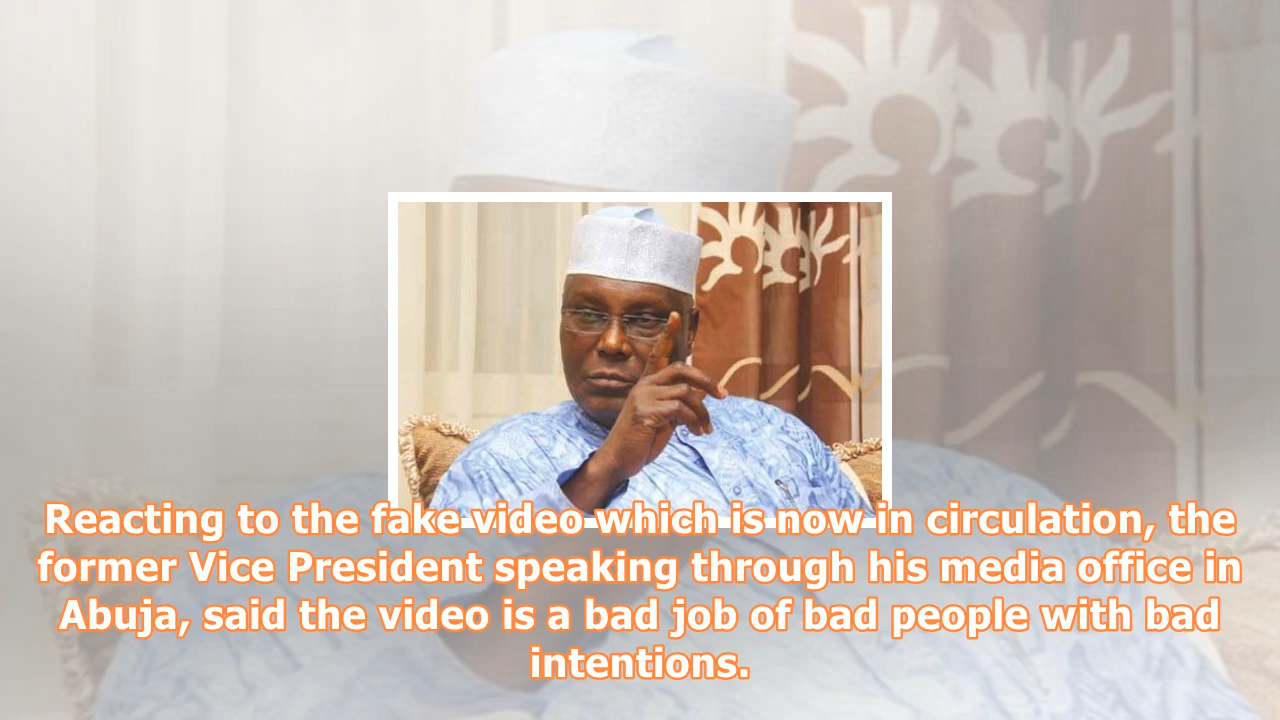 Reacting to the fake video which is now in circulation, the
former Vice President speaking through his media office in
Abuja, said the video is a bad job of bad people with bad
intentions.